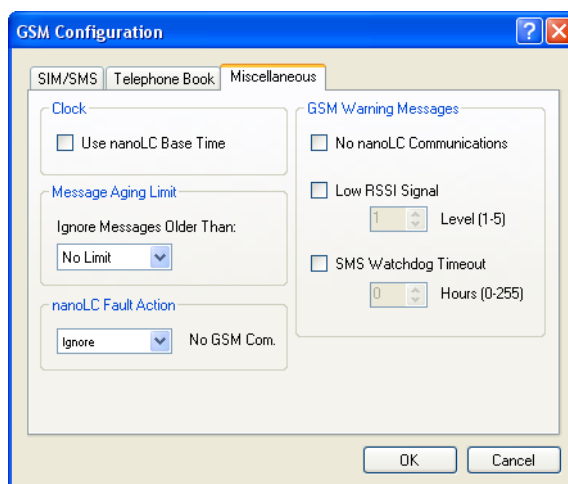 GSM Configuration
SIM/SMS
Telephone Book
Miscellaneous
Clock
Use nanoLC Base Time
Message Aging Limit
Ignore Messages Older Than:
No Limit
nanoLC Fault Action
Ignore
No GSM Com.
GSM Warning Messages
No nanoLC Communications
Low RSSI Signal
1
Level (1-5)
SMS Watchdog Timeout
0
Hours (0-255)
OK
Cancel